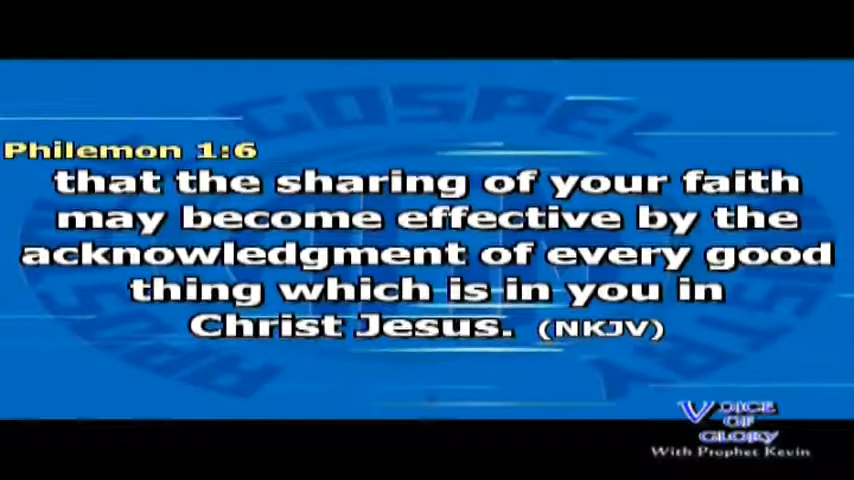 GOSPEL
Philemon 1:6
that the sharing of your faith
may become effective by the
acknowledgment of every good
thing which is in you in
Christ Jesus. (NKJV)
VOICE
OF
GLORY
With Prophet Kevin